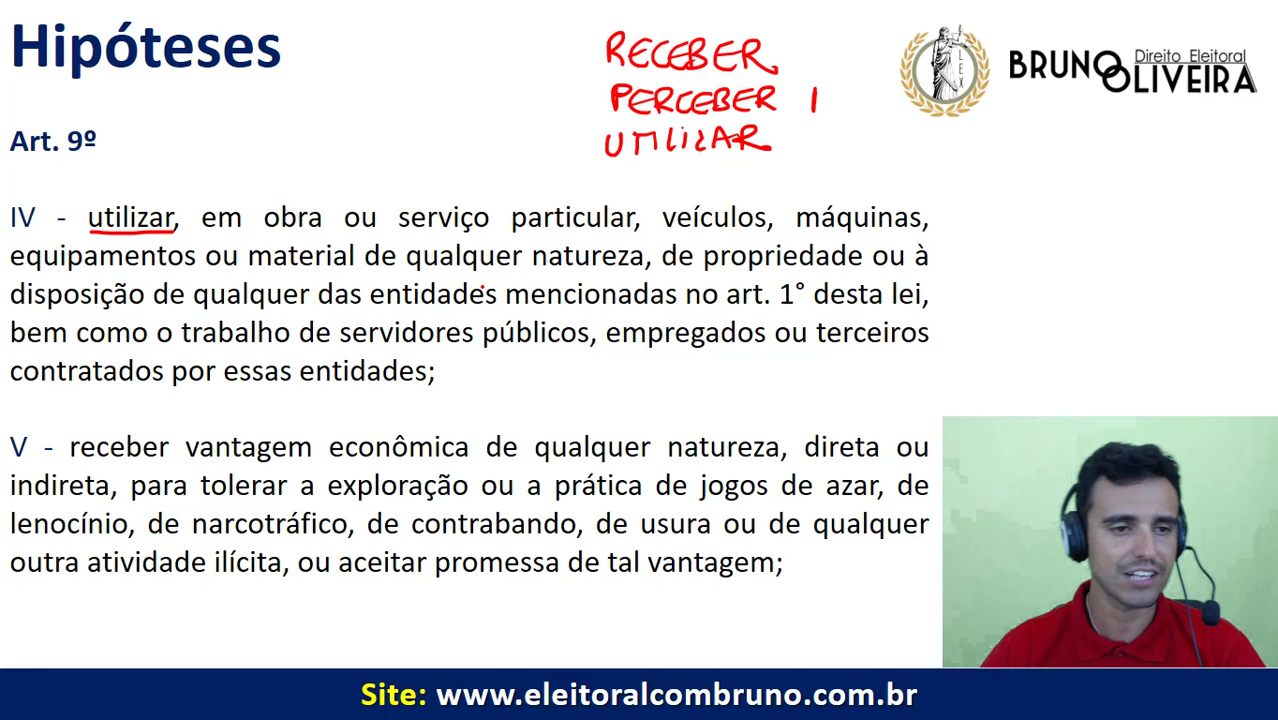 Hipóteses
RECEBER
PERCEBER I
UTILIZAR
LEX
BRUNO OLIVEIRA
Direito Eleitoral
Art. 9º
IV - utilizar, em obra ou serviço particular, veículos, máquinas,
equipamentos ou material de qualquer natureza, de propriedade ou à
disposição de qualquer das entidades mencionadas no art. 1° desta lei,
bem como o trabalho de servidores públicos, empregados ou terceiros
contratados por essas entidades;
V - receber vantagem econômica de qualquer natureza, direta ou
indireta, para tolerar a exploração ou a prática de jogos de azar, de
lenocínio, de narcotráfico, de contrabando, de usura ou de qualquer
outra atividade ilícita, ou aceitar promessa de tal vantagem;
Site: www.eleitoralcombruno.com.br